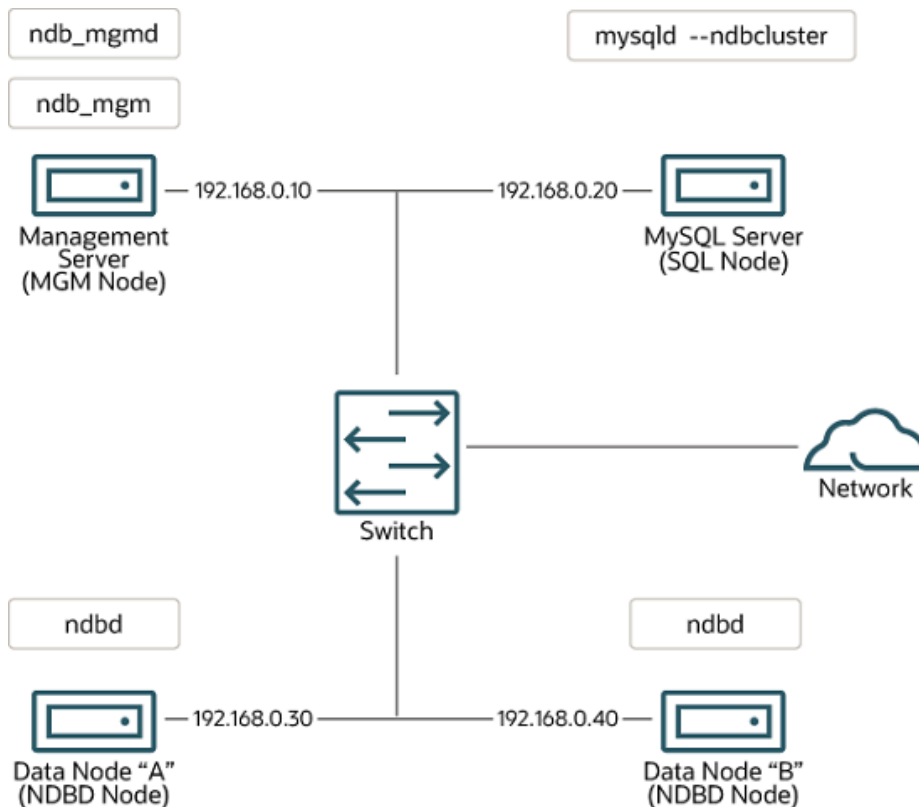 ndb_mgmd
mysqld --ndbcluster
ndb_mgm
192.168.0.10
192.168.0.20
Management
Server
(MGM Node)
MySQL Server
(SQL Node)
Switch
Network
ndbd
ndbd
192.168.0.30
192.168.0.40
Data Node “A”
(NDBD Node)
Data Node “B”
(NDBD Node)